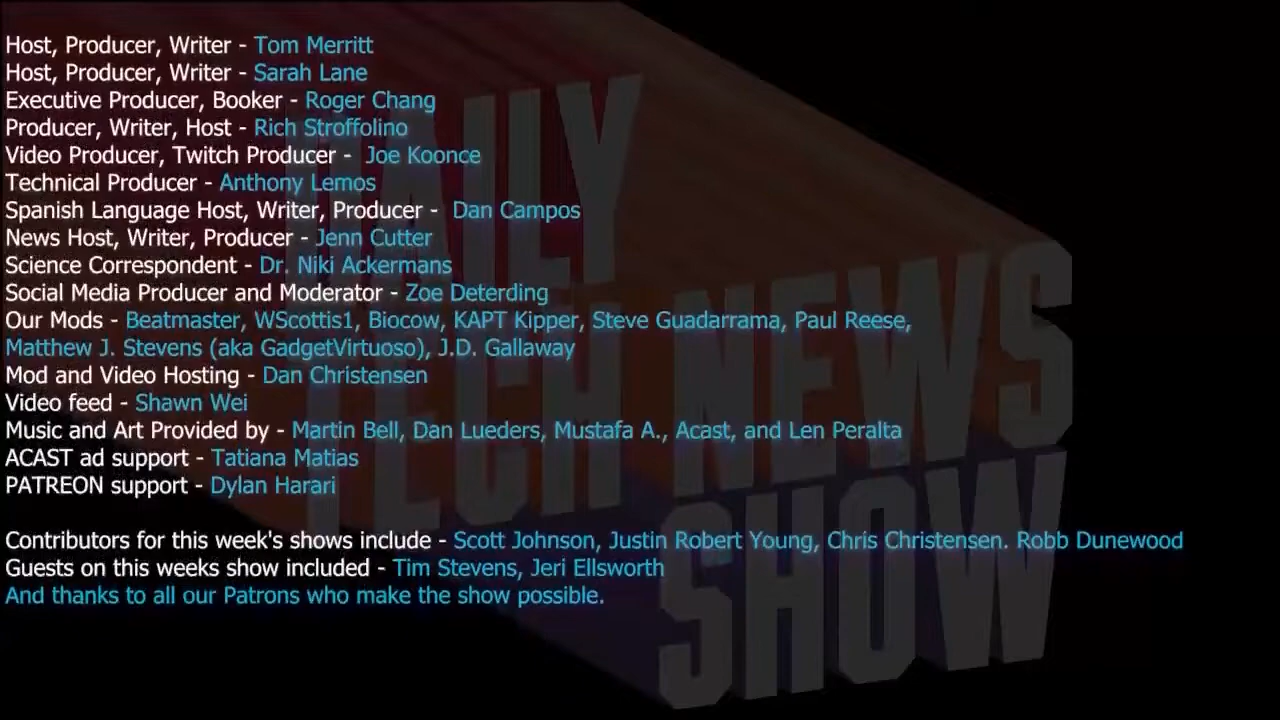 Host, Producer, Writer - Tom Merritt
Host, Producer, Writer - Sarah Lane
Executive Producer, Booker - Roger Chang
Producer, Writer, Host - Rich Stroffolino
Video Producer, Twitch Producer -  Joe Koonce
Technical Producer - Anthony Lemos
Spanish Language Host, Writer, Producer -  Dan Campos
News Host, Writer, Producer - Jenn Cutter
Science Correspondent - Dr. Niki Ackermans
Social Media Producer and Moderator - Zoe Deterding
Our Mods - Beatmaster, WScottis1, Biocow, KAPT Kipper, Steve Guadarrama, Paul Reese,
Matthew J. Stevens (aka GadgetVirtuoso), J.D. Gallaway
Mod and Video Hosting - Dan Christensen
Video feed - Shawn Wei
Music and Art Provided by - Martin Bell, Dan Lueders, Mustafa A., Acast, and Len Peralta
ACAST ad support - Tatiana Matias
PATREON support - Dylan Harari
Contributors for this week's shows include - Scott Johnson, Justin Robert Young, Chris Christensen. Robb Dunewood
Guests on this weeks show included - Tim Stevens, Jeri Ellsworth
And thanks to all our Patrons who make the show possible.
DAILY
TECH NEWS
SHOW